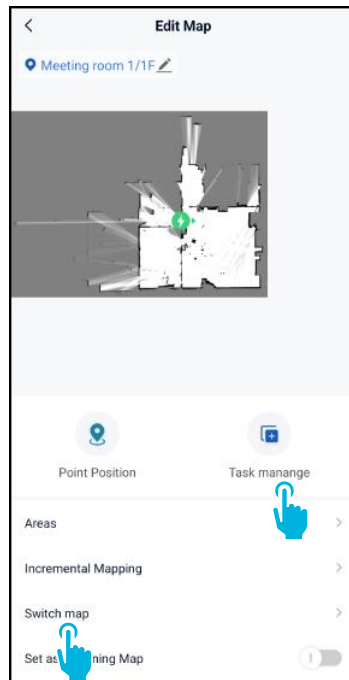 Edit Map
Meeting room 1/1F
Point Position
Task manange
Areas
Incremental Mapping
Switch map
Set as ning Map